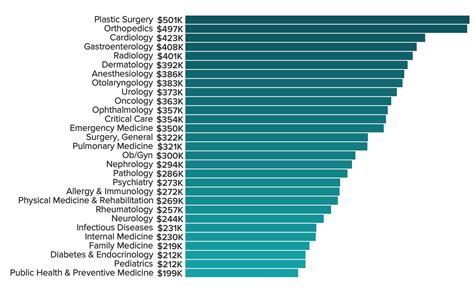 Plastic Surgery $501K
Orthopedics $497K
Cardiology $423K
Gastroenterology $408K
Radiology $401K
Dermatology $392K
Anesthesiology $386K
Otolaryngology $383K
Urology $373K
Oncology $363K
Ophthalmology $357K
Critical Care $354K
Emergency Medicine $350K
Surgery, General $322K
Pulmonary Medicine $321K
Ob/Gyn $300K
Nephrology $294K
Pathology $286K
Psychiatry $273K
Allergy & Immunology $272K
Physical Medicine & Rehabilitation $269K
Rheumatology $257K
Neurology $244K
Infectious Diseases $231K
Internal Medicine $230K
Family Medicine $219K
Diabetes & Endocrinology $212K
Pediatrics $212K
Public Health & Preventive Medicine $199K